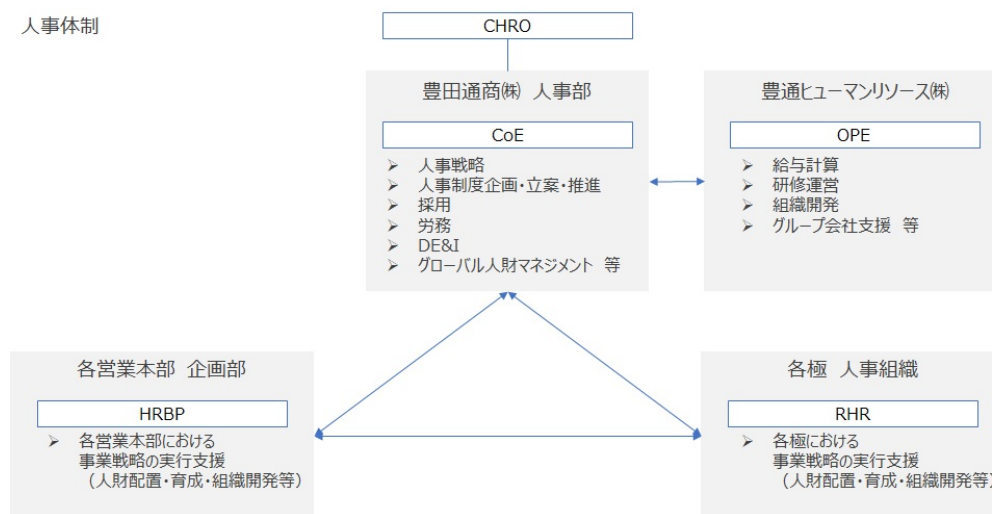 人事体制
CHRO
豊田通商㈱ 人事部
CoE
➢ 人事戦略
➢ 人事制度企画・立案・推進
➢ 採用
➢ 労務
➢ DE&I
➢ グローバル人財マネジメント 等
豊通ヒューマンリソース㈱
OPE
➢ 給与計算
➢ 研修運営
➢ 組織開発
➢ グループ会社支援 等
各営業本部 企画部
HRBP
➢ 各営業本部における
事業戦略の実行支援
（人財配置・育成・組織開発等）
各極 人事組織
RHR
➢ 各極における
事業戦略の実行支援
（人財配置・育成・組織開発等）